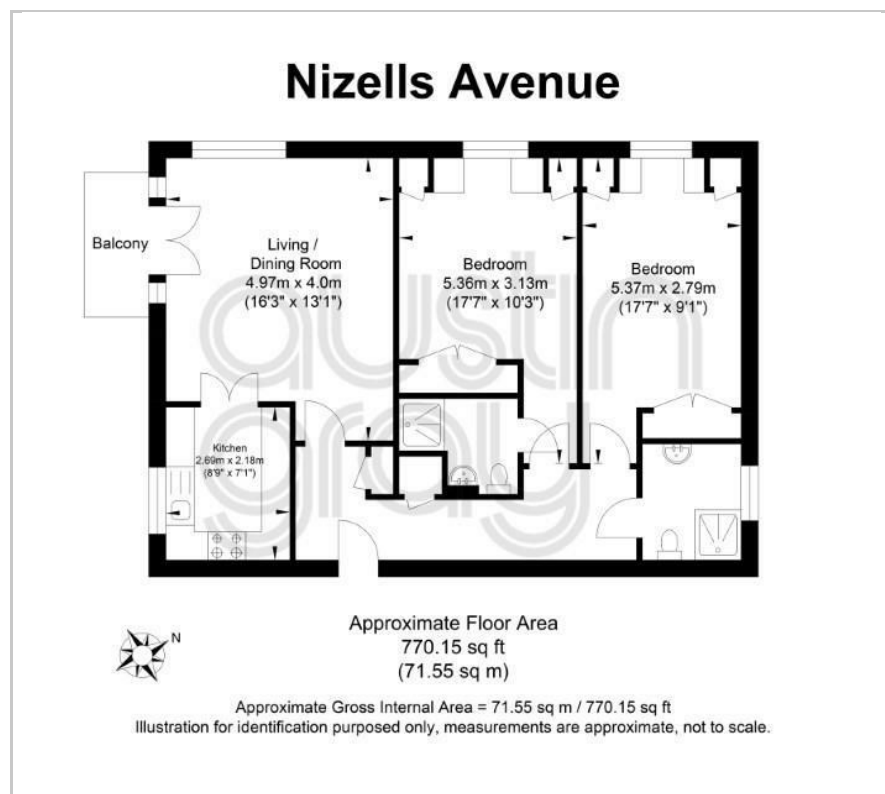 Nizells Avenue
Balcony
Living /
Dining Room
4.97m x 4.0m
(16'3" x 13'1")
Bedroom
5.36m x 3.13m
(17'7" x 10'3")
Bedroom
5.37m x 2.79m
(17'7" x 9'1")
Kitchen
2.69m x 2.18m
(8'9" x 7'1")
austin
gray
N
Approximate Floor Area
770.15 sq ft
(71.55 sq m)
Approximate Gross Internal Area = 71.55 sq m / 770.15 sq ft
Illustration for identification purposed only, measurements are approximate, not to scale.